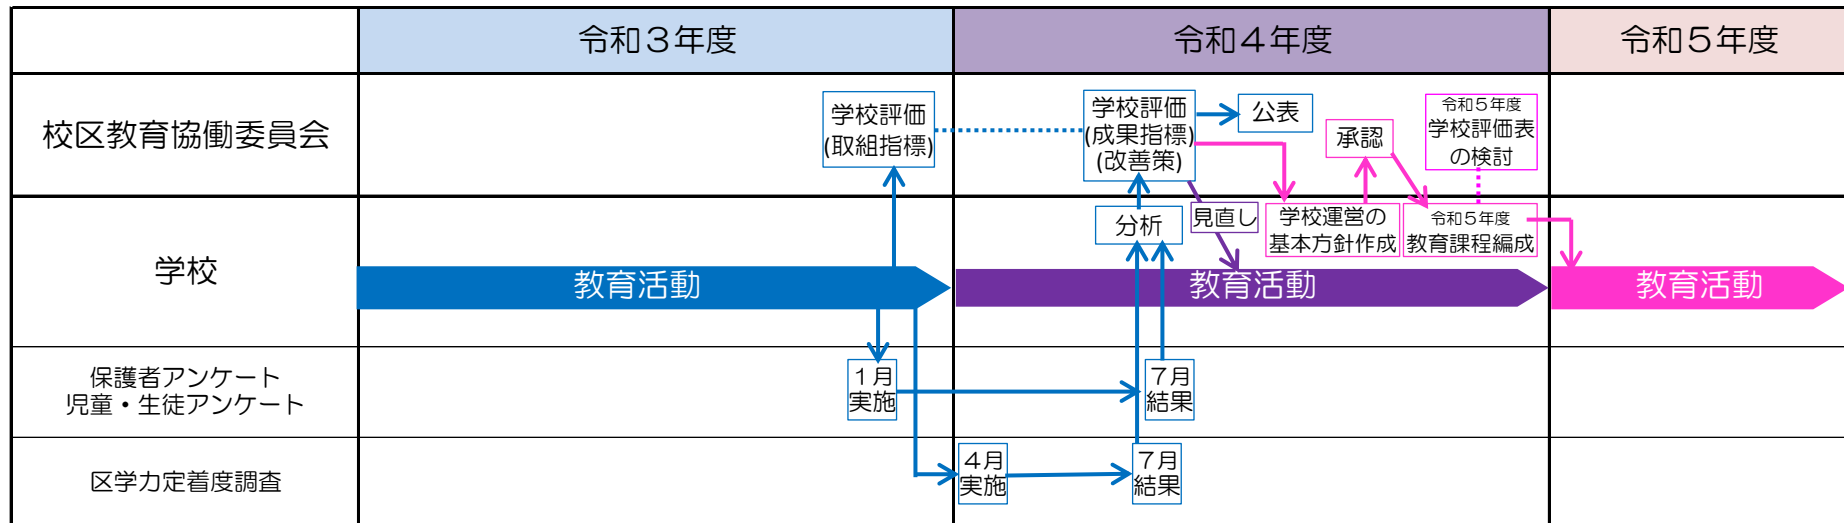 令和３年度
令和４年度
令和５年度
校区教育協働委員会
学校評価
(取組指標)
学校評価
(成果指標)
(改善策)
公表
承認
令和５年度
学校評価表
の検討
学校
分析
見直し
学校運営の
基本方針作成
令和５年度
教育課程編成
教育活動
教育活動
教育活動
保護者アンケート
児童・生徒アンケート
１月
実施
７月
結果
区学力定着度調査
４月
実施
７月
結果